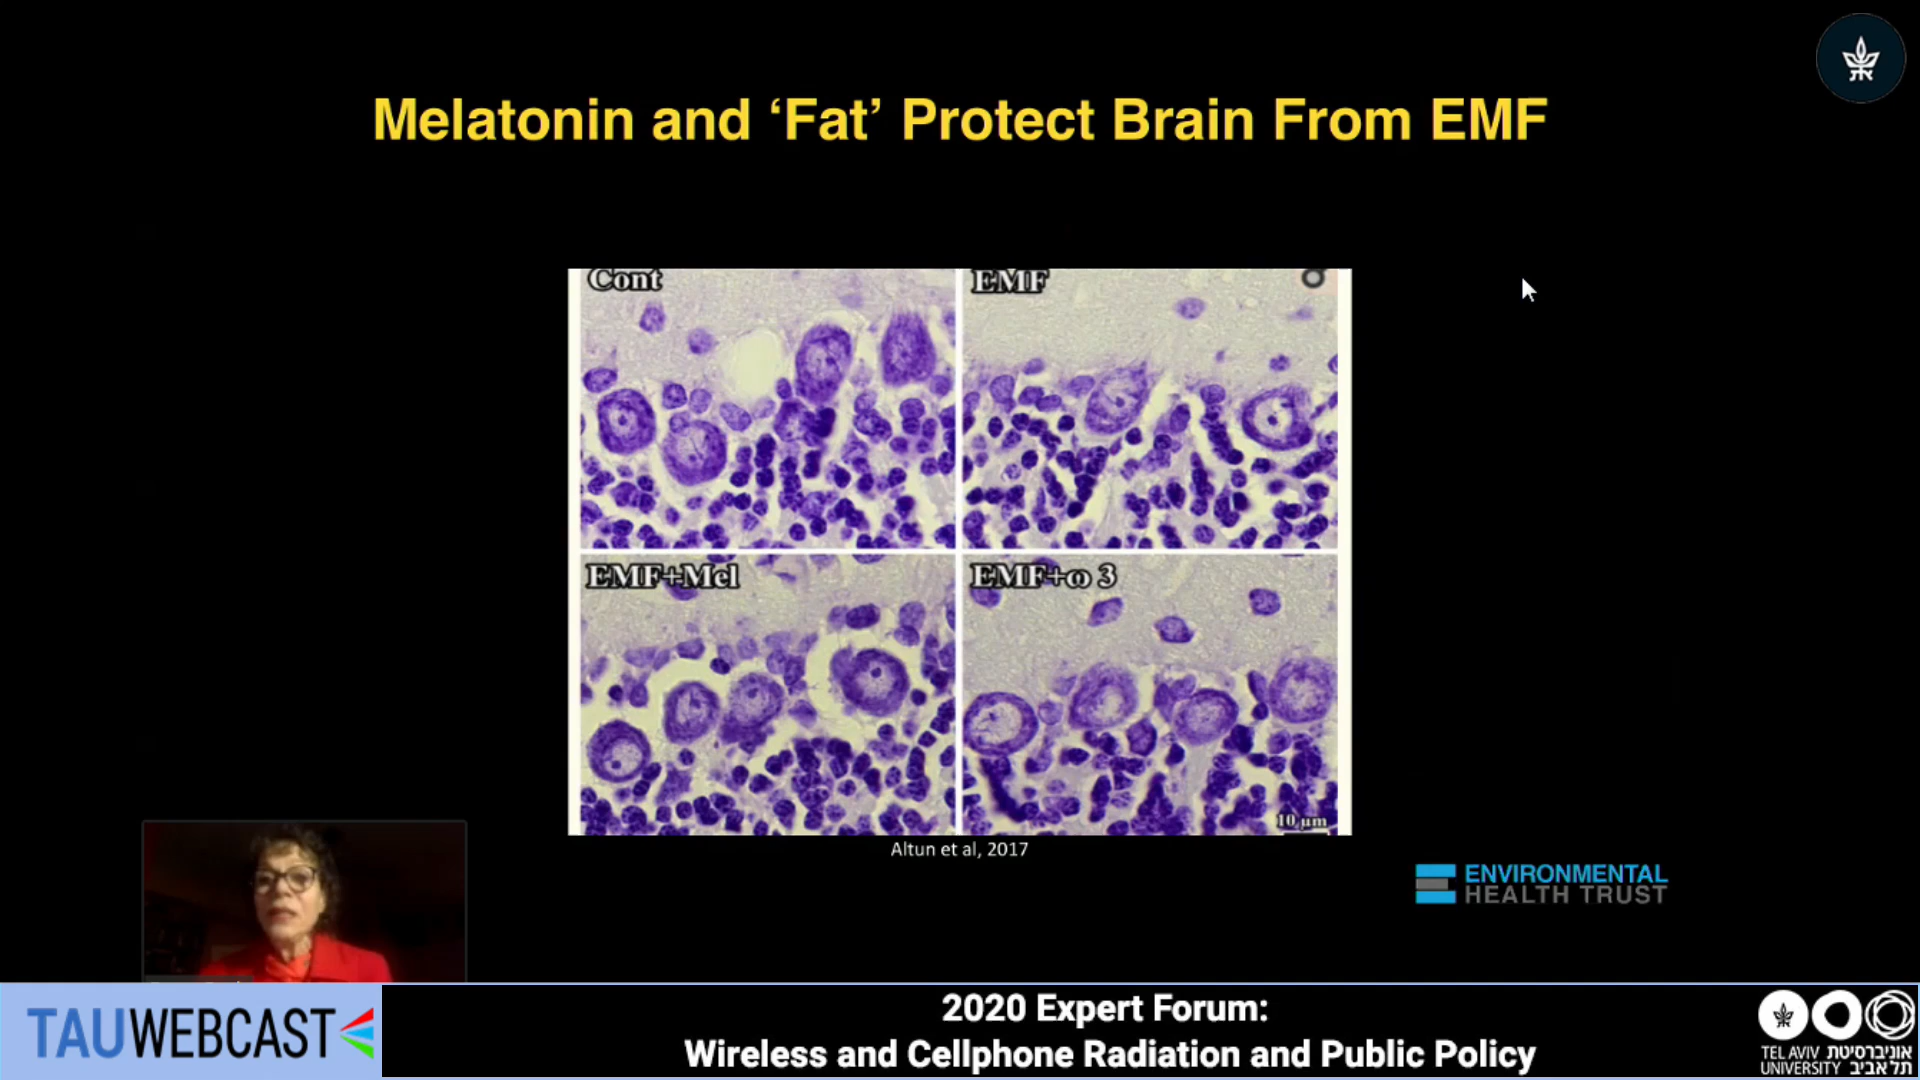 Melatonin and ‘Fat’ Protect Brain From EMF
Cont
EMF
EMF+Mel
EMF+ω 3
10 µm
Altun et al, 2017
ENVIRONMENTAL
HEALTH TRUST
TAUWEBCAST
2020 Expert Forum:
Wireless and Cellphone Radiation and Public Policy
TEL AVIV אוניברסיטת
UNIVERSITY תל אביב